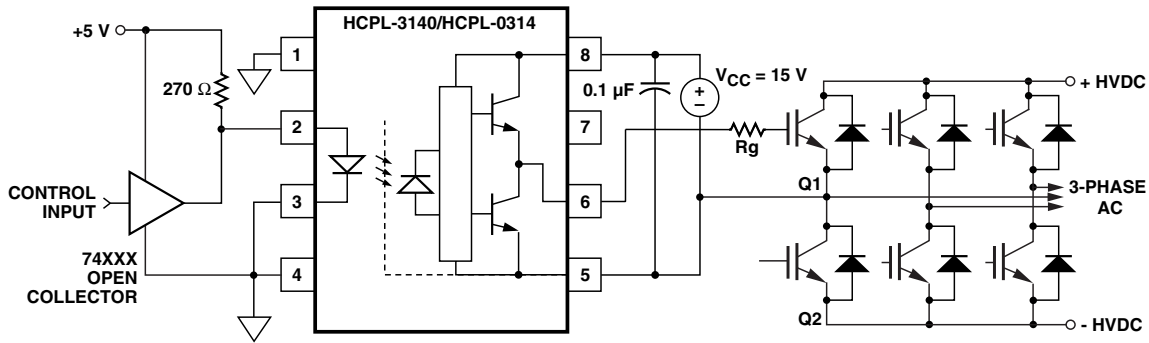 HCPL-3140/HCPL-0314
+5 V
270 Ω
1
2
3
4
8
7
6
5
0.1 µF
VCC = 15 V
+
–
Rg
+ HVDC
- HVDC
Q1
Q2
3-PHASE
AC
CONTROL
INPUT
74XXX
OPEN
COLLECTOR